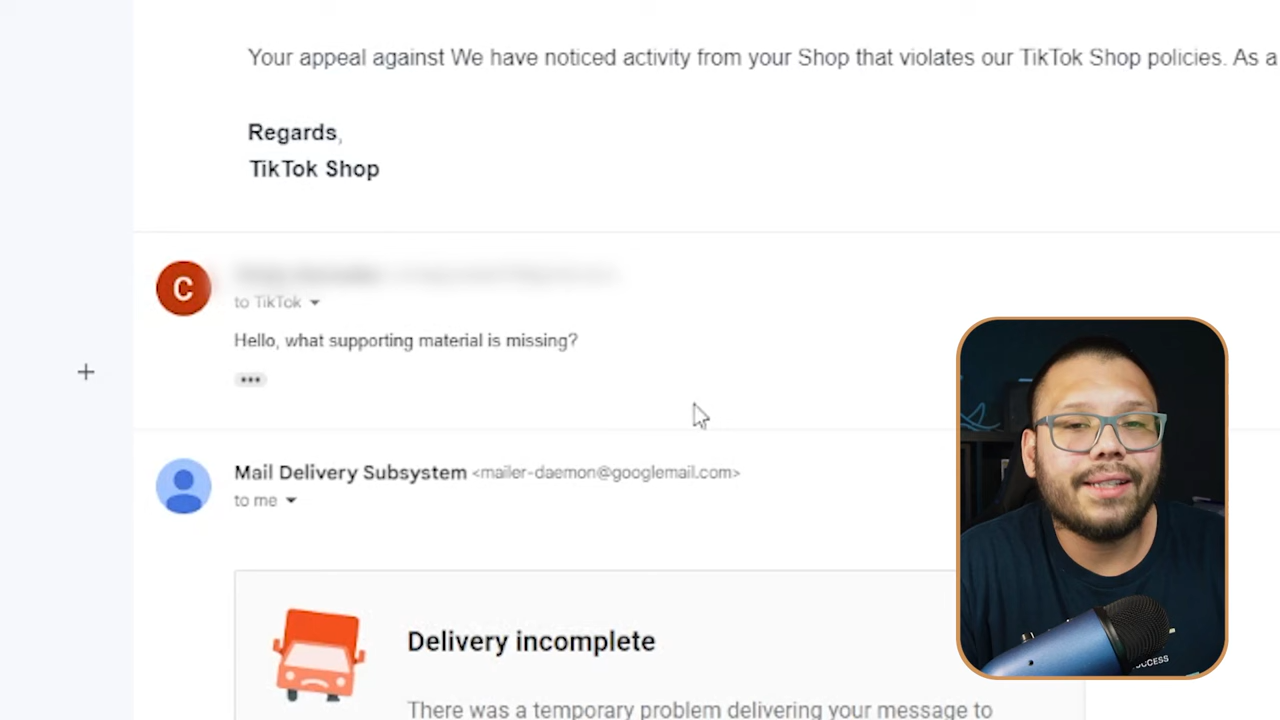 Your appeal against We have noticed activity from your Shop that violates our TikTok Shop policies. As a
Regards,
TikTok Shop
C
to TikTok
Hello, what supporting material is missing?
•••
Mail Delivery Subsystem <mailer-daemon@googlemail.com>
to me
Delivery incomplete
There was a temporary problem delivering your message to